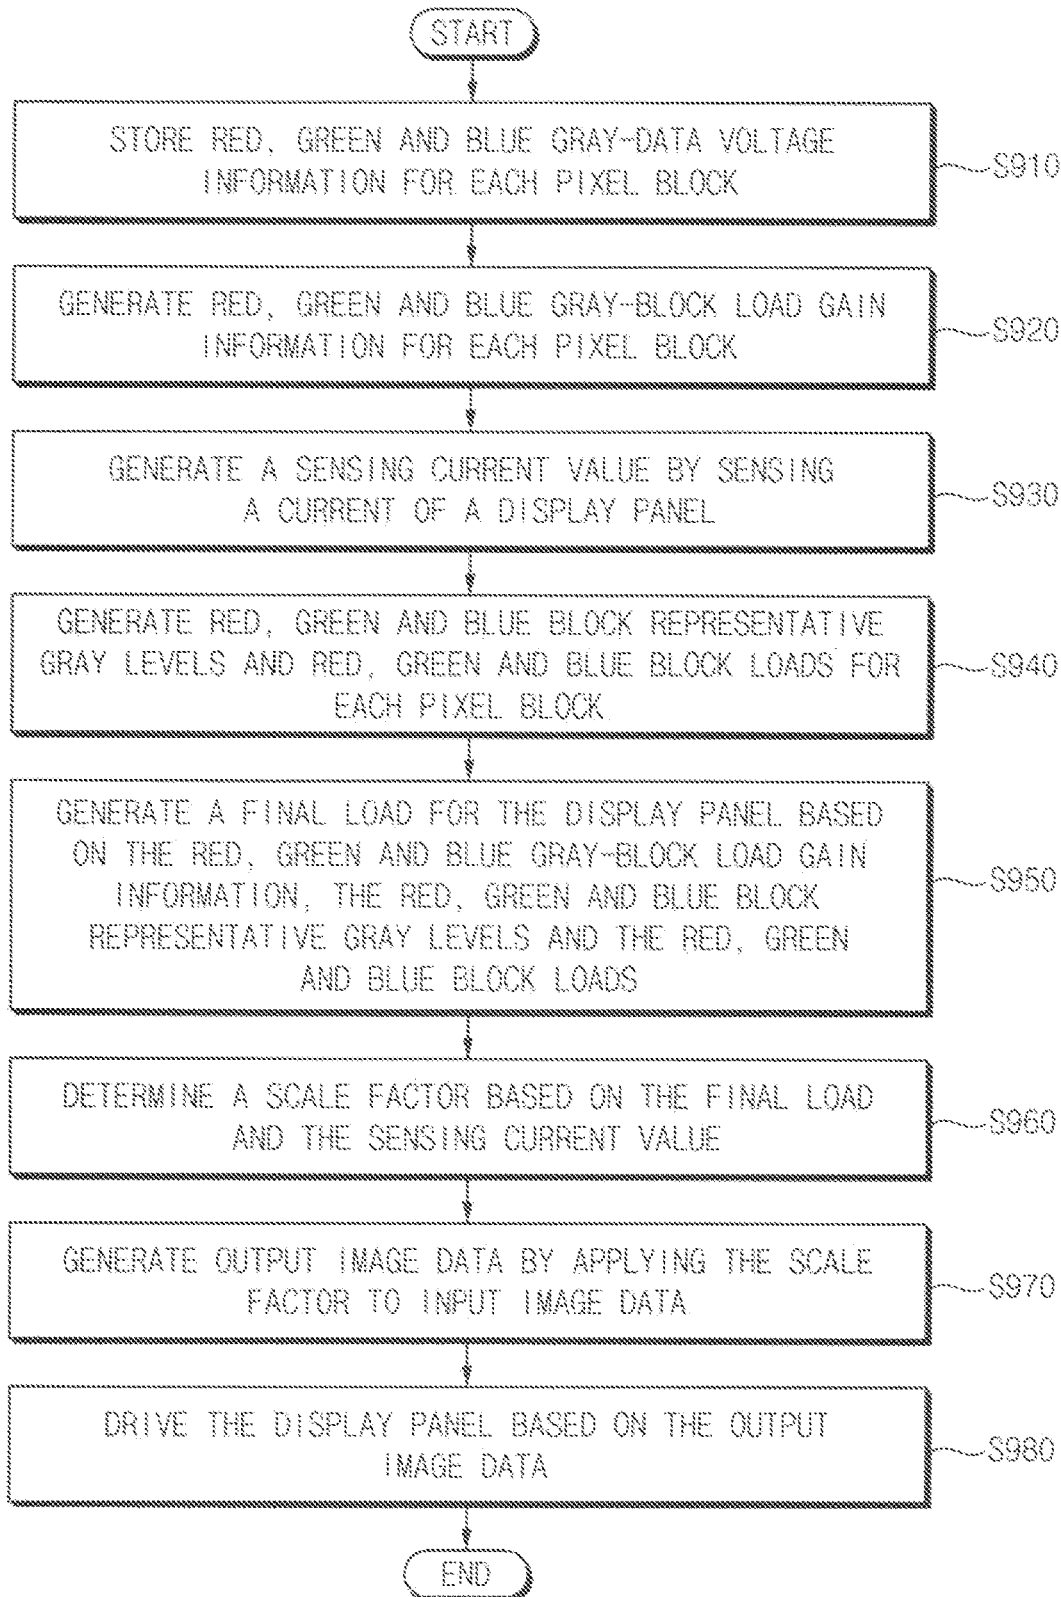 START
STORE RED, GREEN AND BLUE GRAY-DATA VOLTAGE
INFORMATION FOR EACH PIXEL BLOCK
S910
GENERATE RED, GREEN AND BLUE GRAY-BLOCK LOAD GAIN
INFORMATION FOR EACH PIXEL BLOCK
S920
GENERATE A SENSING CURRENT VALUE BY SENSING
A CURRENT OF A DISPLAY PANEL
S930
GENERATE RED, GREEN AND BLUE BLOCK REPRESENTATIVE
GRAY LEVELS AND RED, GREEN AND BLUE BLOCK LOADS FOR
EACH PIXEL BLOCK
S940
GENERATE A FINAL LOAD FOR THE DISPLAY PANEL BASED
ON THE RED, GREEN AND BLUE GRAY-BLOCK LOAD GAIN
INFORMATION, THE RED, GREEN AND BLUE BLOCK
REPRESENTATIVE GRAY LEVELS AND THE RED, GREEN
AND BLUE BLOCK LOADS
S950
DETERMINE A SCALE FACTOR BASED ON THE FINAL LOAD
AND THE SENSING CURRENT VALUE
S960
GENERATE OUTPUT IMAGE DATA BY APPLYING THE SCALE
FACTOR TO INPUT IMAGE DATA
S970
DRIVE THE DISPLAY PANEL BASED ON THE OUTPUT
IMAGE DATA
S980
END